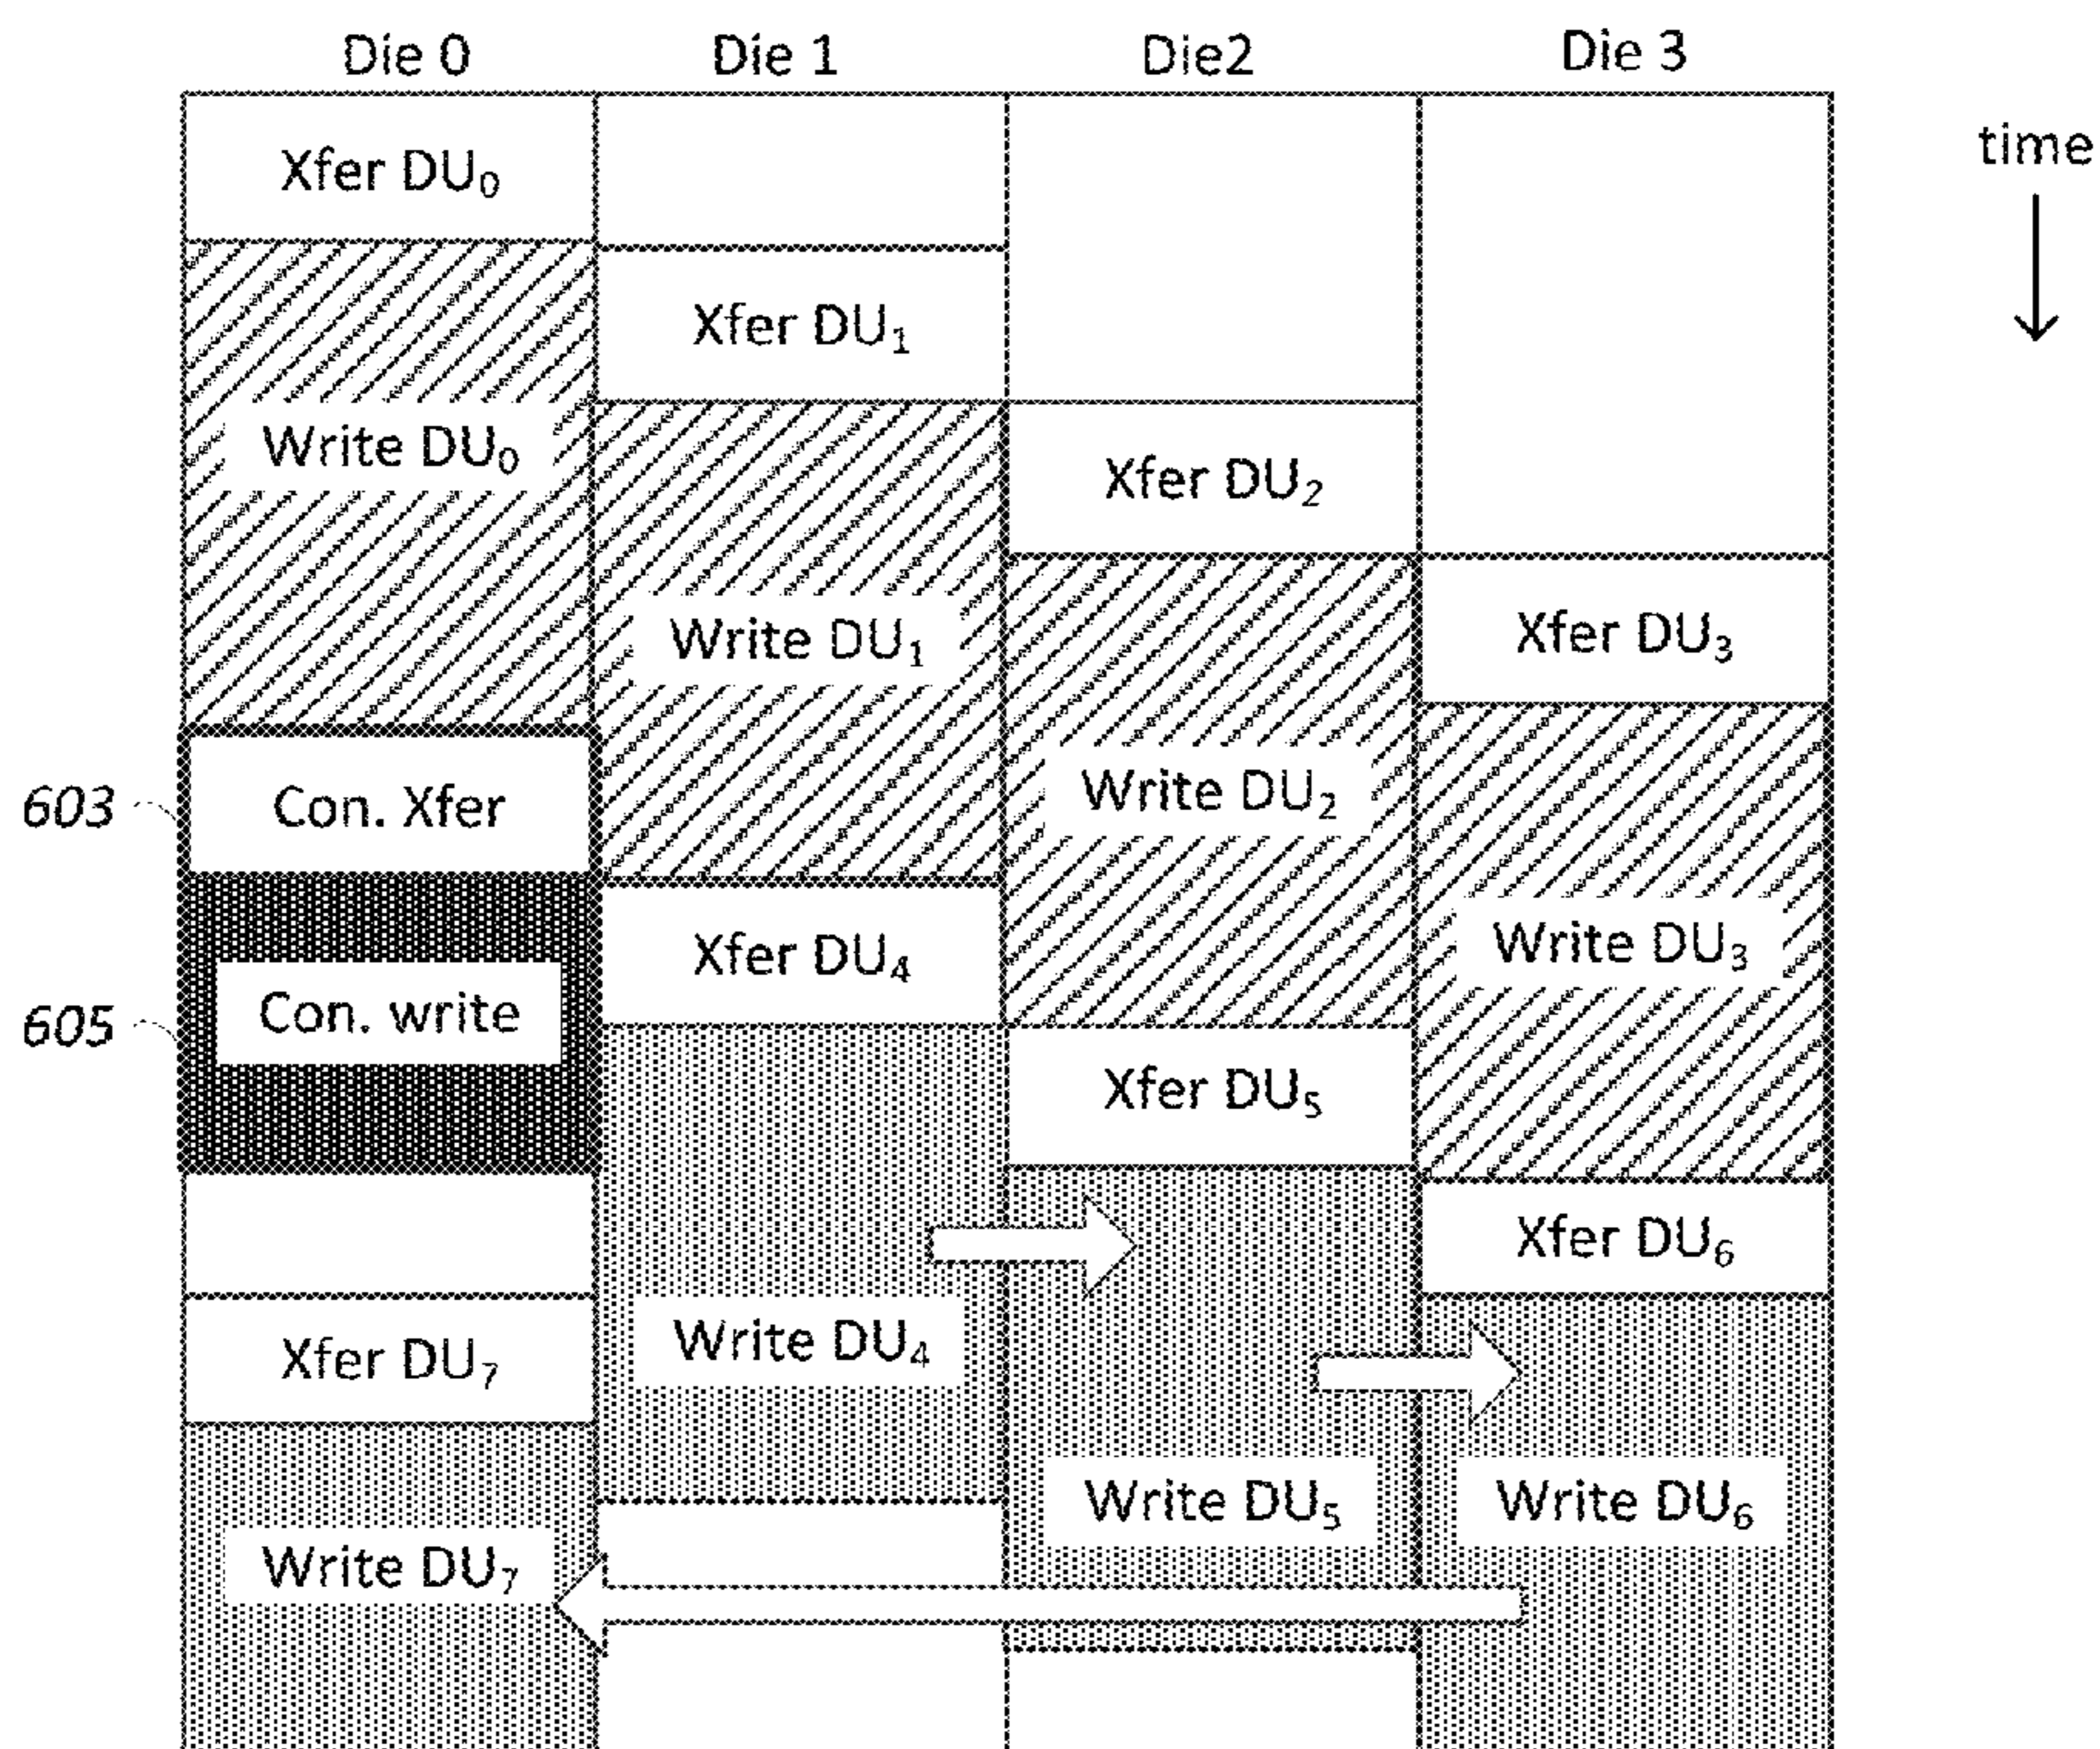 Die 0 Die 1 Die2 Die 3
time
Xfer DU₀
Xfer DU₁
Write DU₀
Xfer DU₂
Write DU₁
Xfer DU₃
603 Con. Xfer
Write DU₂
Xfer DU₄
Write DU₃
605 Con. write
Xfer DU₅
Xfer DU₆
Xfer DU₇
Write DU₄
Write DU₅
Write DU₆
Write DU₇